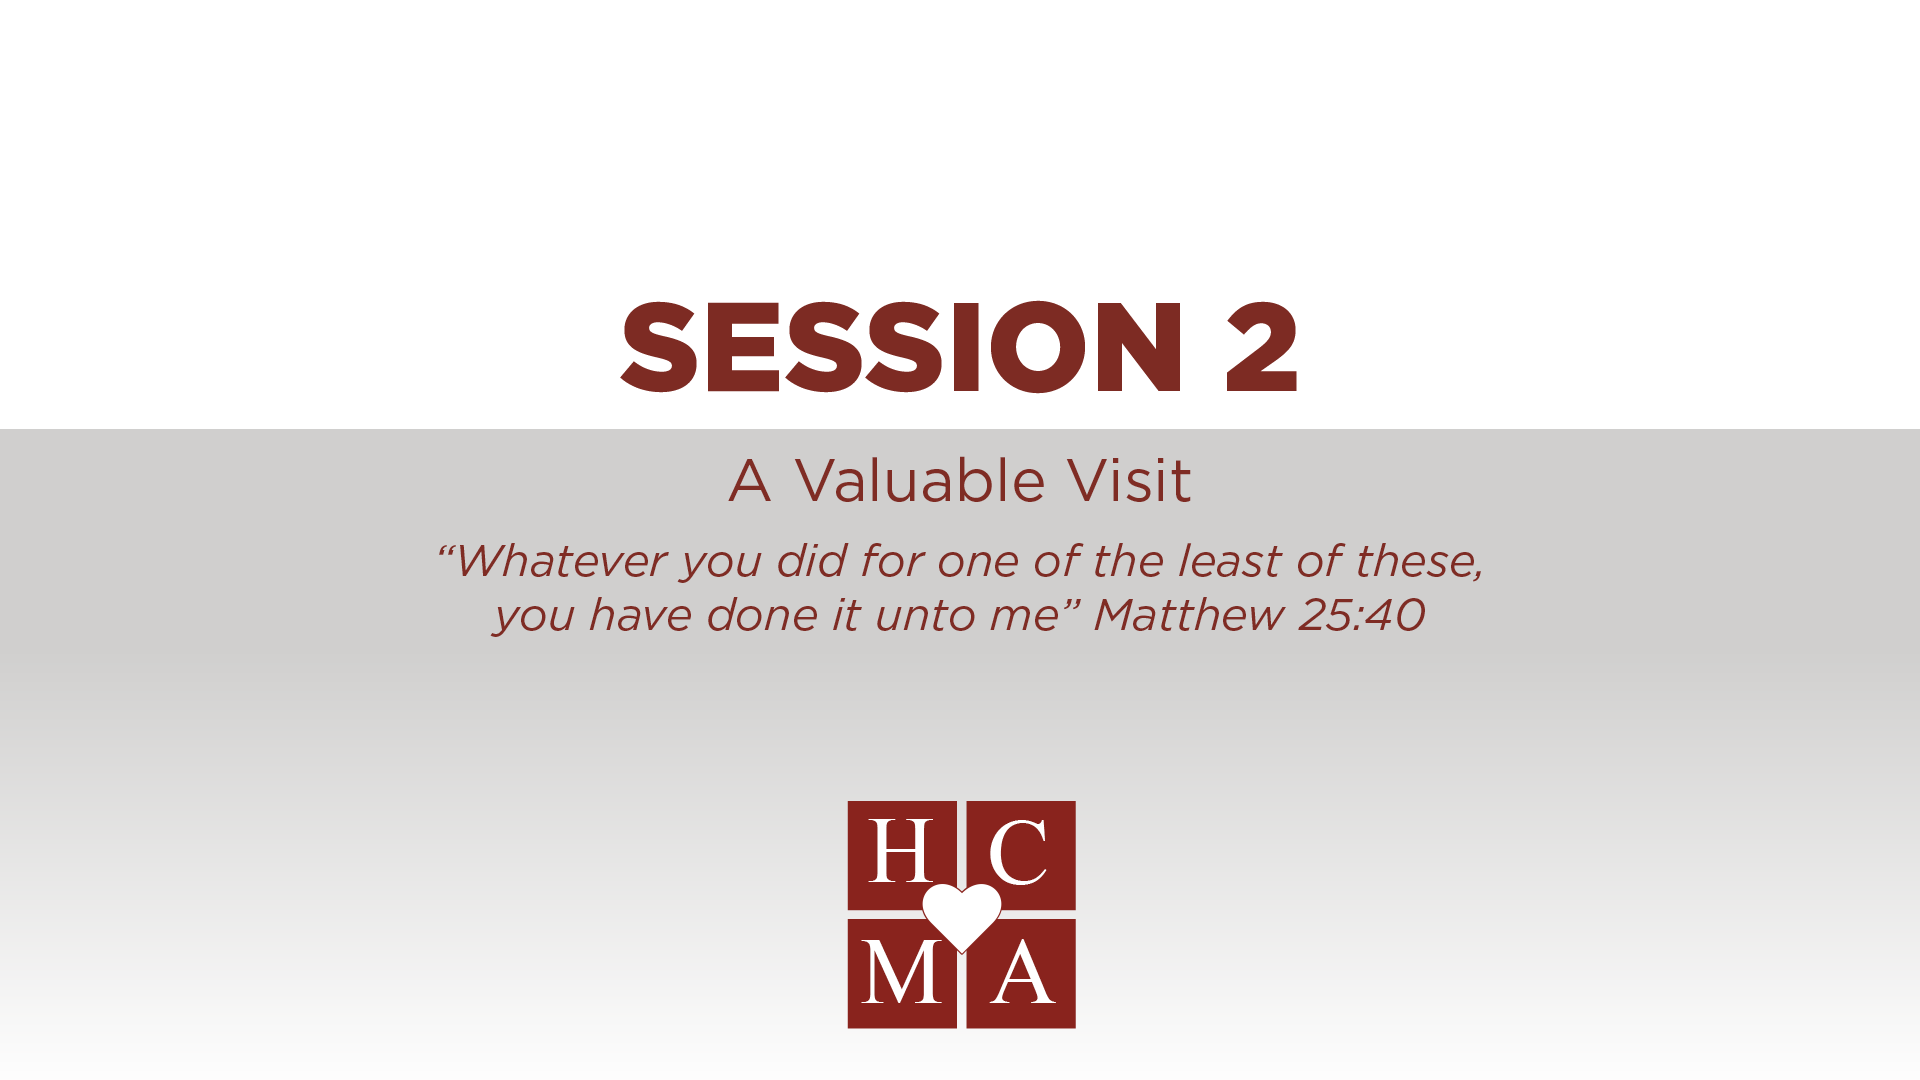 SESSION 2
A Valuable Visit
“Whatever you did for one of the least of these,
you have done it unto me” Matthew 25:40
H C
M A